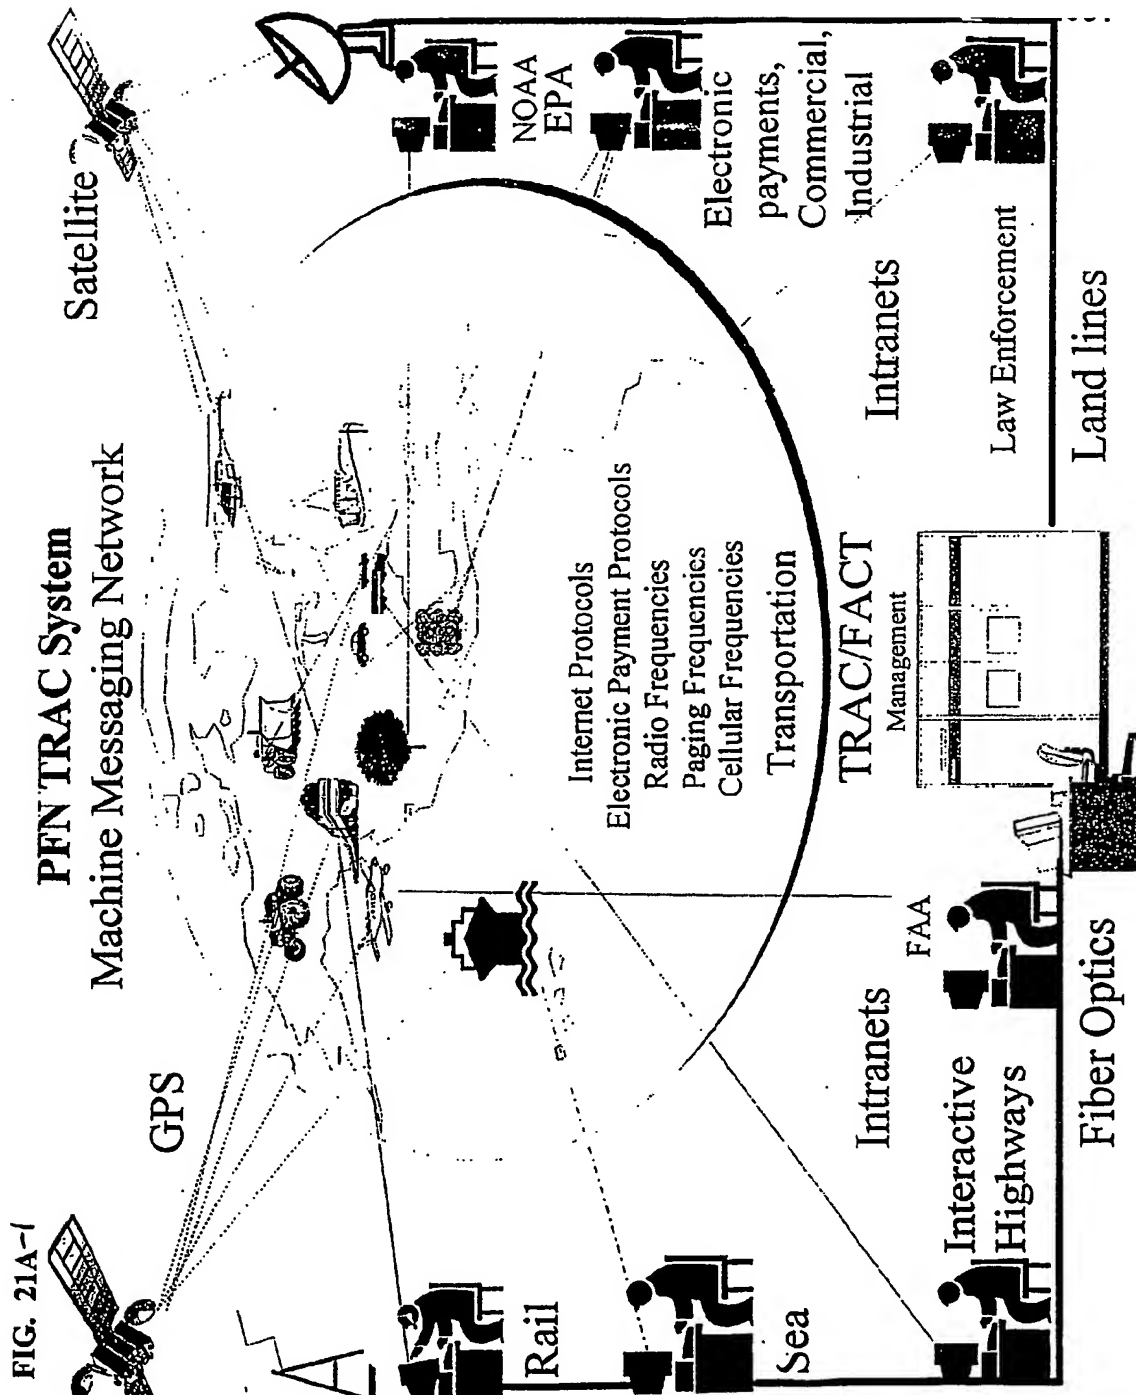 FIG. 21A-1
PFN TRAC System
Machine Messaging Network
GPS
Satellite
NOAA
EPA
Electronic
payments,
Commercial,
Industrial
Internet Protocols
Electronic Payment Protocols
Radio Frequencies
Paging Frequencies
Cellular Frequencies
Transportation
TRAC/FACT
Management
Rail
Sea
Intranets
FAA
Interactive
Highways
Intranets
Law Enforcement
Fiber Optics
Land lines